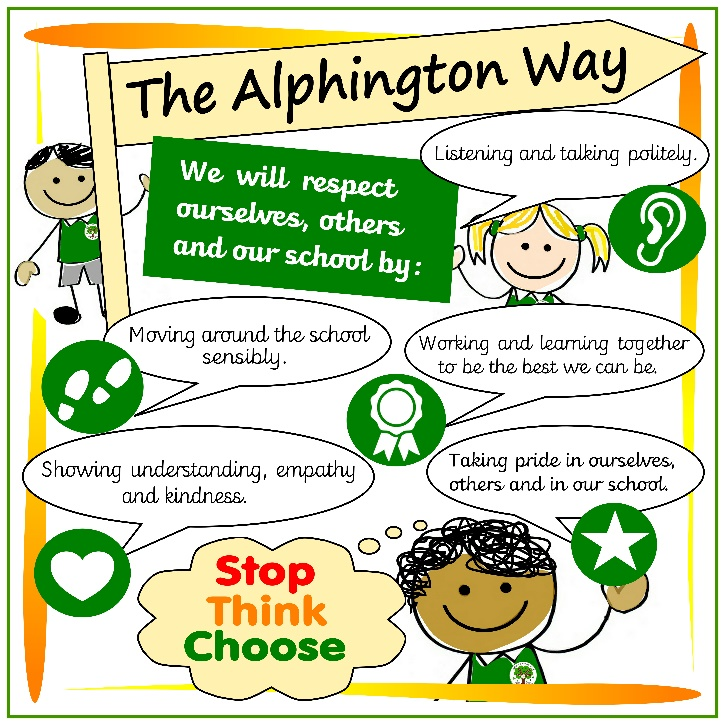 The Alphington Way
We will respect
ourselves, others
and our school by:
Listening and talking politely.
Moving around the school
sensibly.
Working and learning together
to be the best we can be.
Showing understanding, empathy
and kindness.
Taking pride in ourselves,
others and in our school.
Stop
Think
Choose